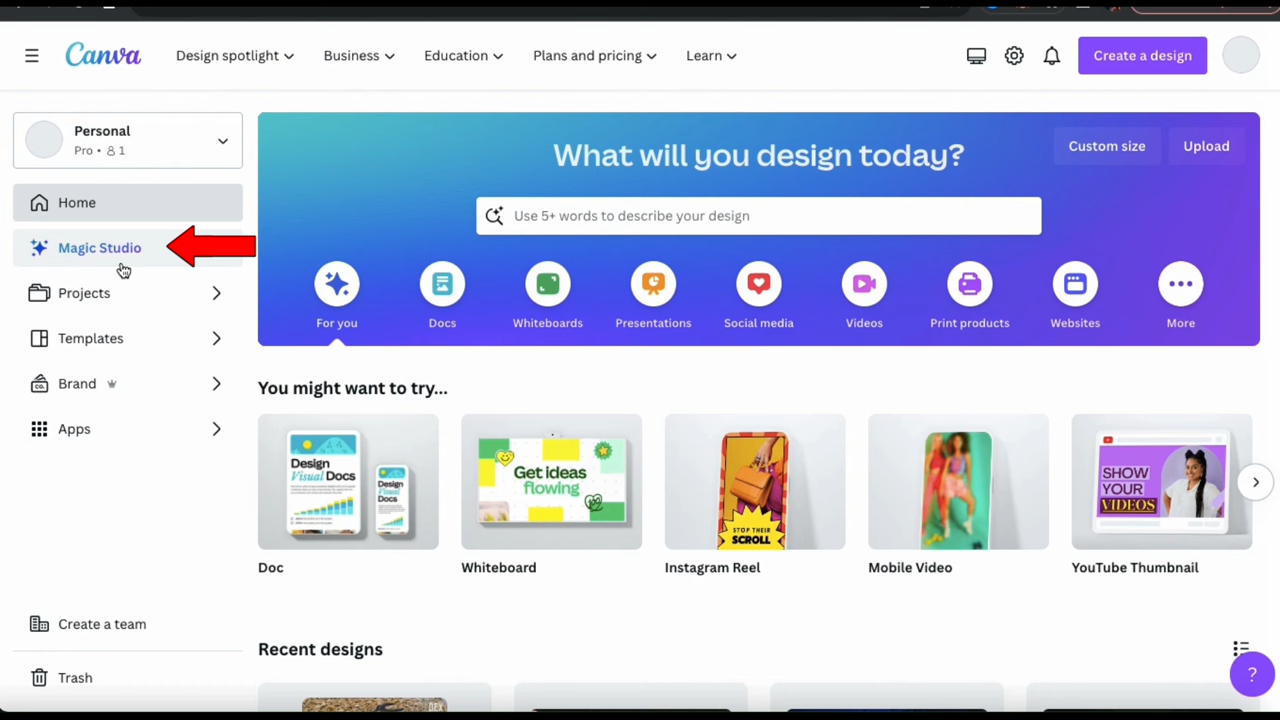 Canva
Design spotlight
Business
Education
Plans and pricing
Learn
Create a design
Personal
Pro • 1
Home
Magic Studio
Projects
Templates
Brand
Apps
Create a team
Trash
What will you design today?
Custom size
Upload
Use 5+ words to describe your design
For you
Docs
Whiteboards
Presentations
Social media
Videos
Print products
Websites
More
You might want to try...
Design
Visual Docs
Design
Visual
Docs
Get ideas
flowing
STOP THEIR
SCROLL
SHOW
YOUR
VIDEOS
Doc
Whiteboard
Instagram Reel
Mobile Video
YouTube Thumbnail
Recent designs
?